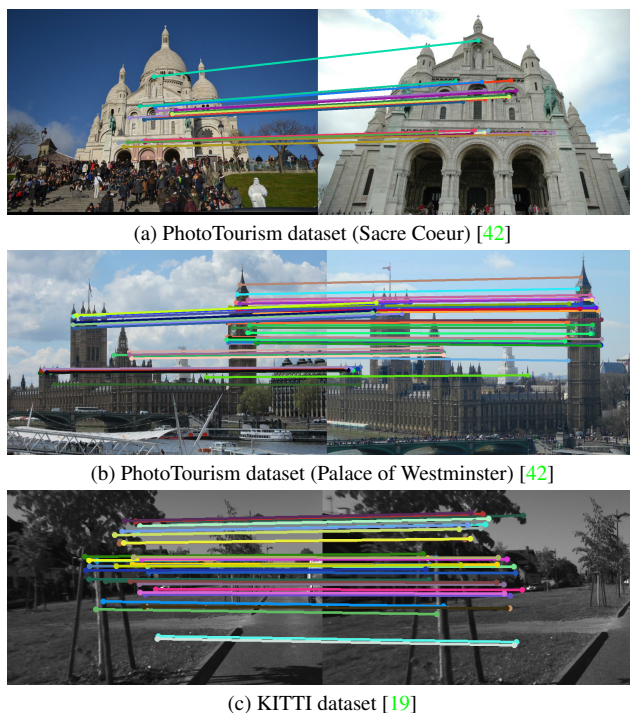 (a) PhotoTourism dataset (Sacre Coeur) [42]
(b) PhotoTourism dataset (Palace of Westminster) [42]
(c) KITTI dataset [19]